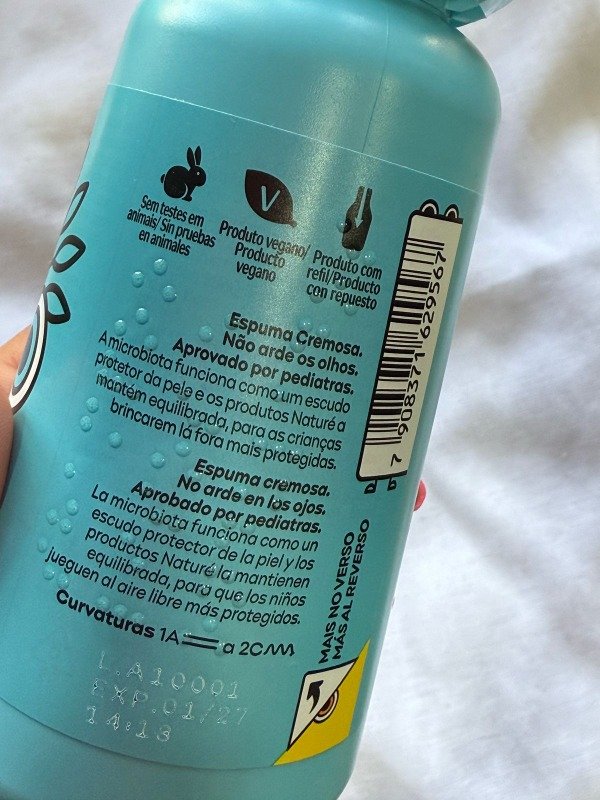 Sem testes em
animais/Sin pruebas
en animales
Produto vegano/
Producto
vegano
Produto com
refil/Producto
con repuesto
Espuma Cremosa.
Não arde os olhos.
Aprovado por pediatras.
A microbiota funciona como um escudo
protetor da pele e os produtos Naturé a
mantém equilibrada, para as crianças
brincarem lá fora mais protegidas.
Espuma cremosa.
No arde en los ojos.
Aprobado por pediatras.
La microbiota funciona como un
escudo protector de la piel y los
productos Naturé la mantienen
equilibrada, para que los niños
jueguen al aire libre más protegidos.
Curvaturas 1A a 2C
L.A10001
EXP.01/27
14:13
7 908371 629567
MAIS NO VERSO
MÁS AL REVERSO